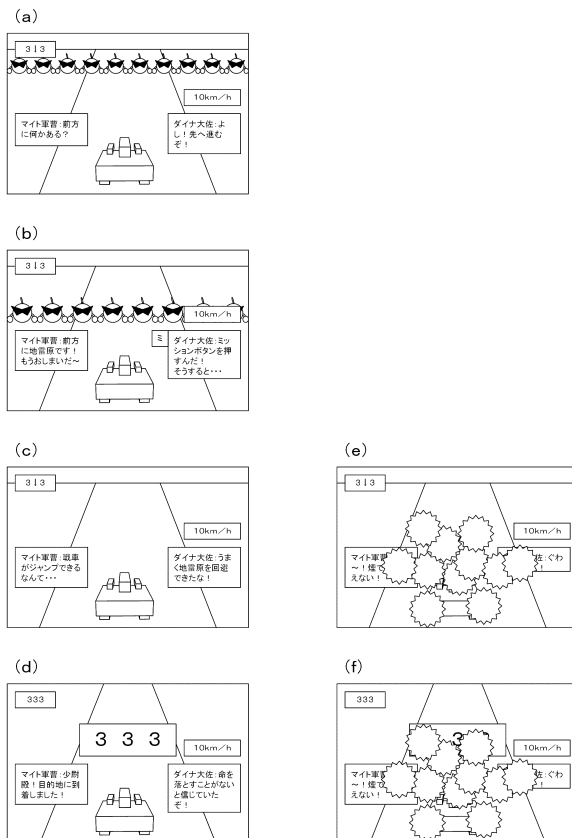 (a)
3↓3
10km／h
マイト軍曹：前方
に何かある？
ダイナ大佐：よ
し！先へ進む
ぞ！
(b)
3↓3
10km／h
マイト軍曹：前方
に地雷原です！
もうおしまいだ～
ミ
ダイナ大佐：ミッ
ションボタンを押
すんだ！
そうすると・・・
(c)
3↓3
10km／h
マイト軍曹：戦車
がジャンプできる
なんて・・・
ダイナ大佐：うま
く地雷原を回避
できたな！
(e)
3↓3
10km／h
マイト軍曹
～！煙で
えない！
佐：ぐわ
！
(d)
333
3 3 3
10km／h
マイト軍曹：少尉
殿！目的地に到
着しました！
ダイナ大佐：命を
落とすことがない
と信じていた
ぞ！
(f)
333
3
10km／h
マイト軍
～！煙で
えない！
佐：ぐわ
！